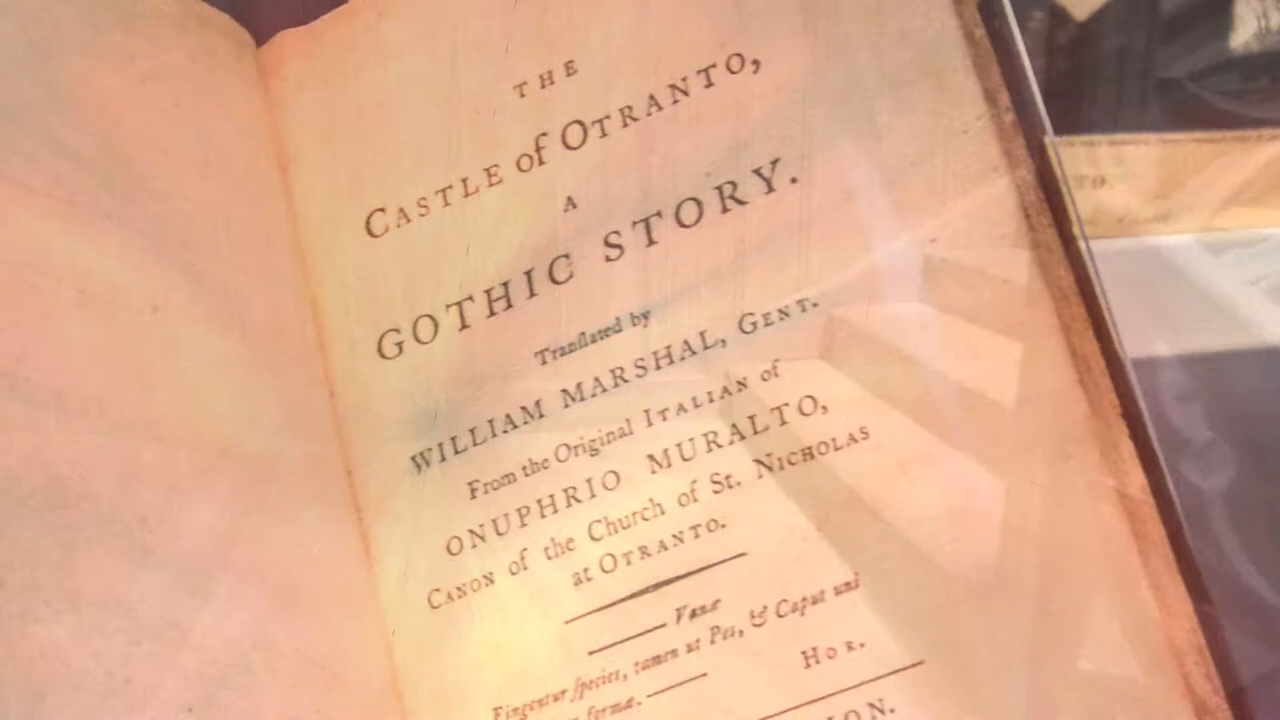 THE
CASTLE of OTRANTO,
A
GOTHIC STORY.
Tranſlated by
WILLIAM MARSHAL, GENT.
From the Original ITALIAN of
ONUPHRIO MURALTO,
CANON of the Church of St. NICHOLAS
at OTRANTO.
Vanæ
Fingentur ſpecies, tamen ut Pes, & Caput uni
formæ.
HOR.